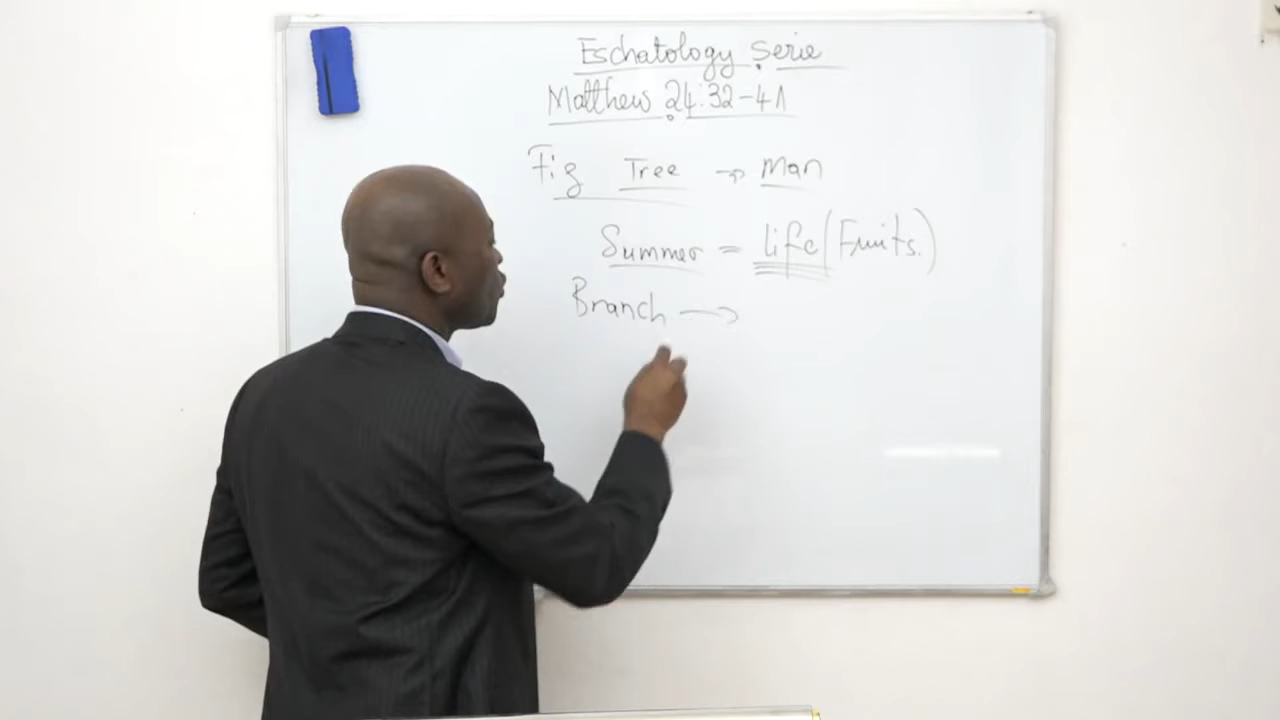 Eschatology Serie
Matthew 24:32-41
Fig Tree → Man
Summer = life (Fruits.)
Branch →